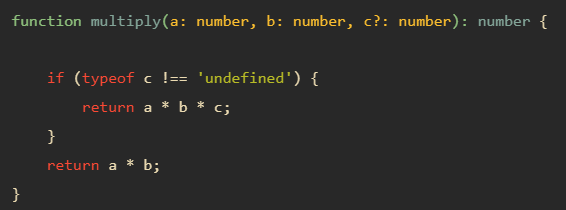 function multiply(a: number, b: number, c?: number): number {
if (typeof c !== 'undefined') {
return a * b * c;
}
return a * b;
}